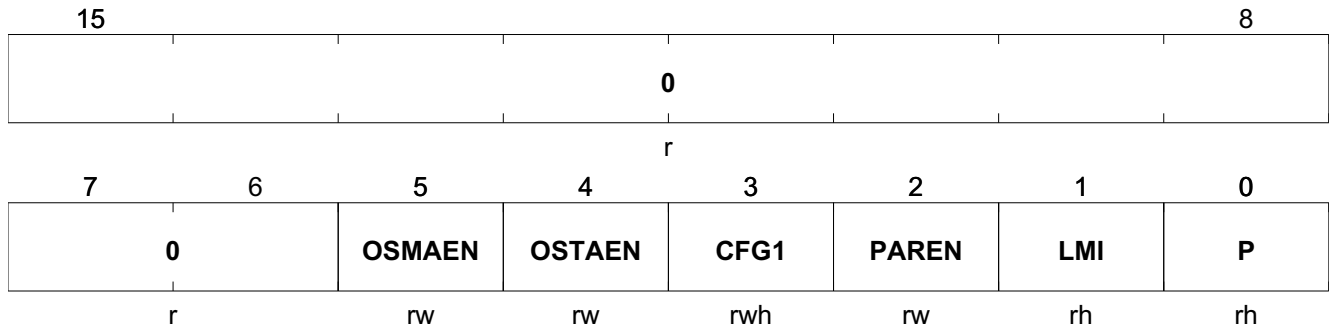 15 8
0
r
7 6 5 4 3 2 1 0
0 OSMAEN OSTAEN CFG1 PAREN LMI P
r rw rw rwh rw rh rh